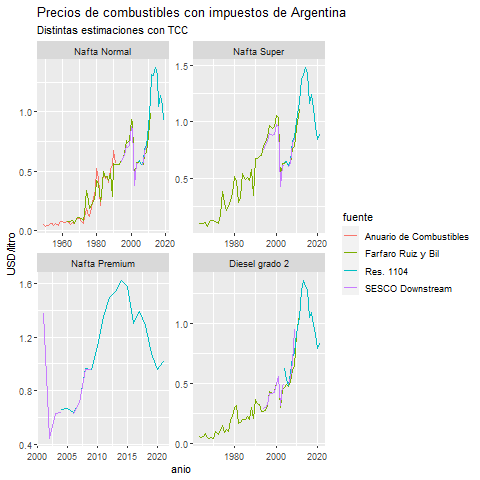 Precios de combustibles con impuestos de Argentina
Distintas estimaciones con TCC
Nafta Normal
Nafta Super
1.0
0.5
0.0
1960
1980
2000
2020
1.5
1.0
0.5
1980
2000
2020
Nafta Premium
Diesel grado 2
1.6
1.2
0.8
0.4
2000
2005
2010
2015
2020
1.0
0.5
0.0
1980
2000
2020
USD/litro
anio
fuente
Anuario de Combustibles
Farfaro Ruiz y Bil
Res. 1104
SESCO Downstream